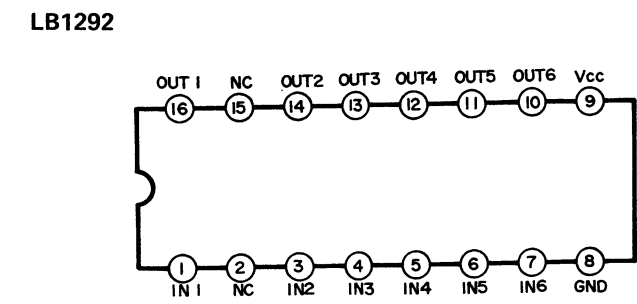 LB1292
OUT 1 NC OUT2 OUT3 OUT4 OUT5 OUT6 Vcc
16 15 14 13 12 11 10 9
1 2 3 4 5 6 7 8
IN 1 NC IN2 IN3 IN4 IN5 IN6 GND